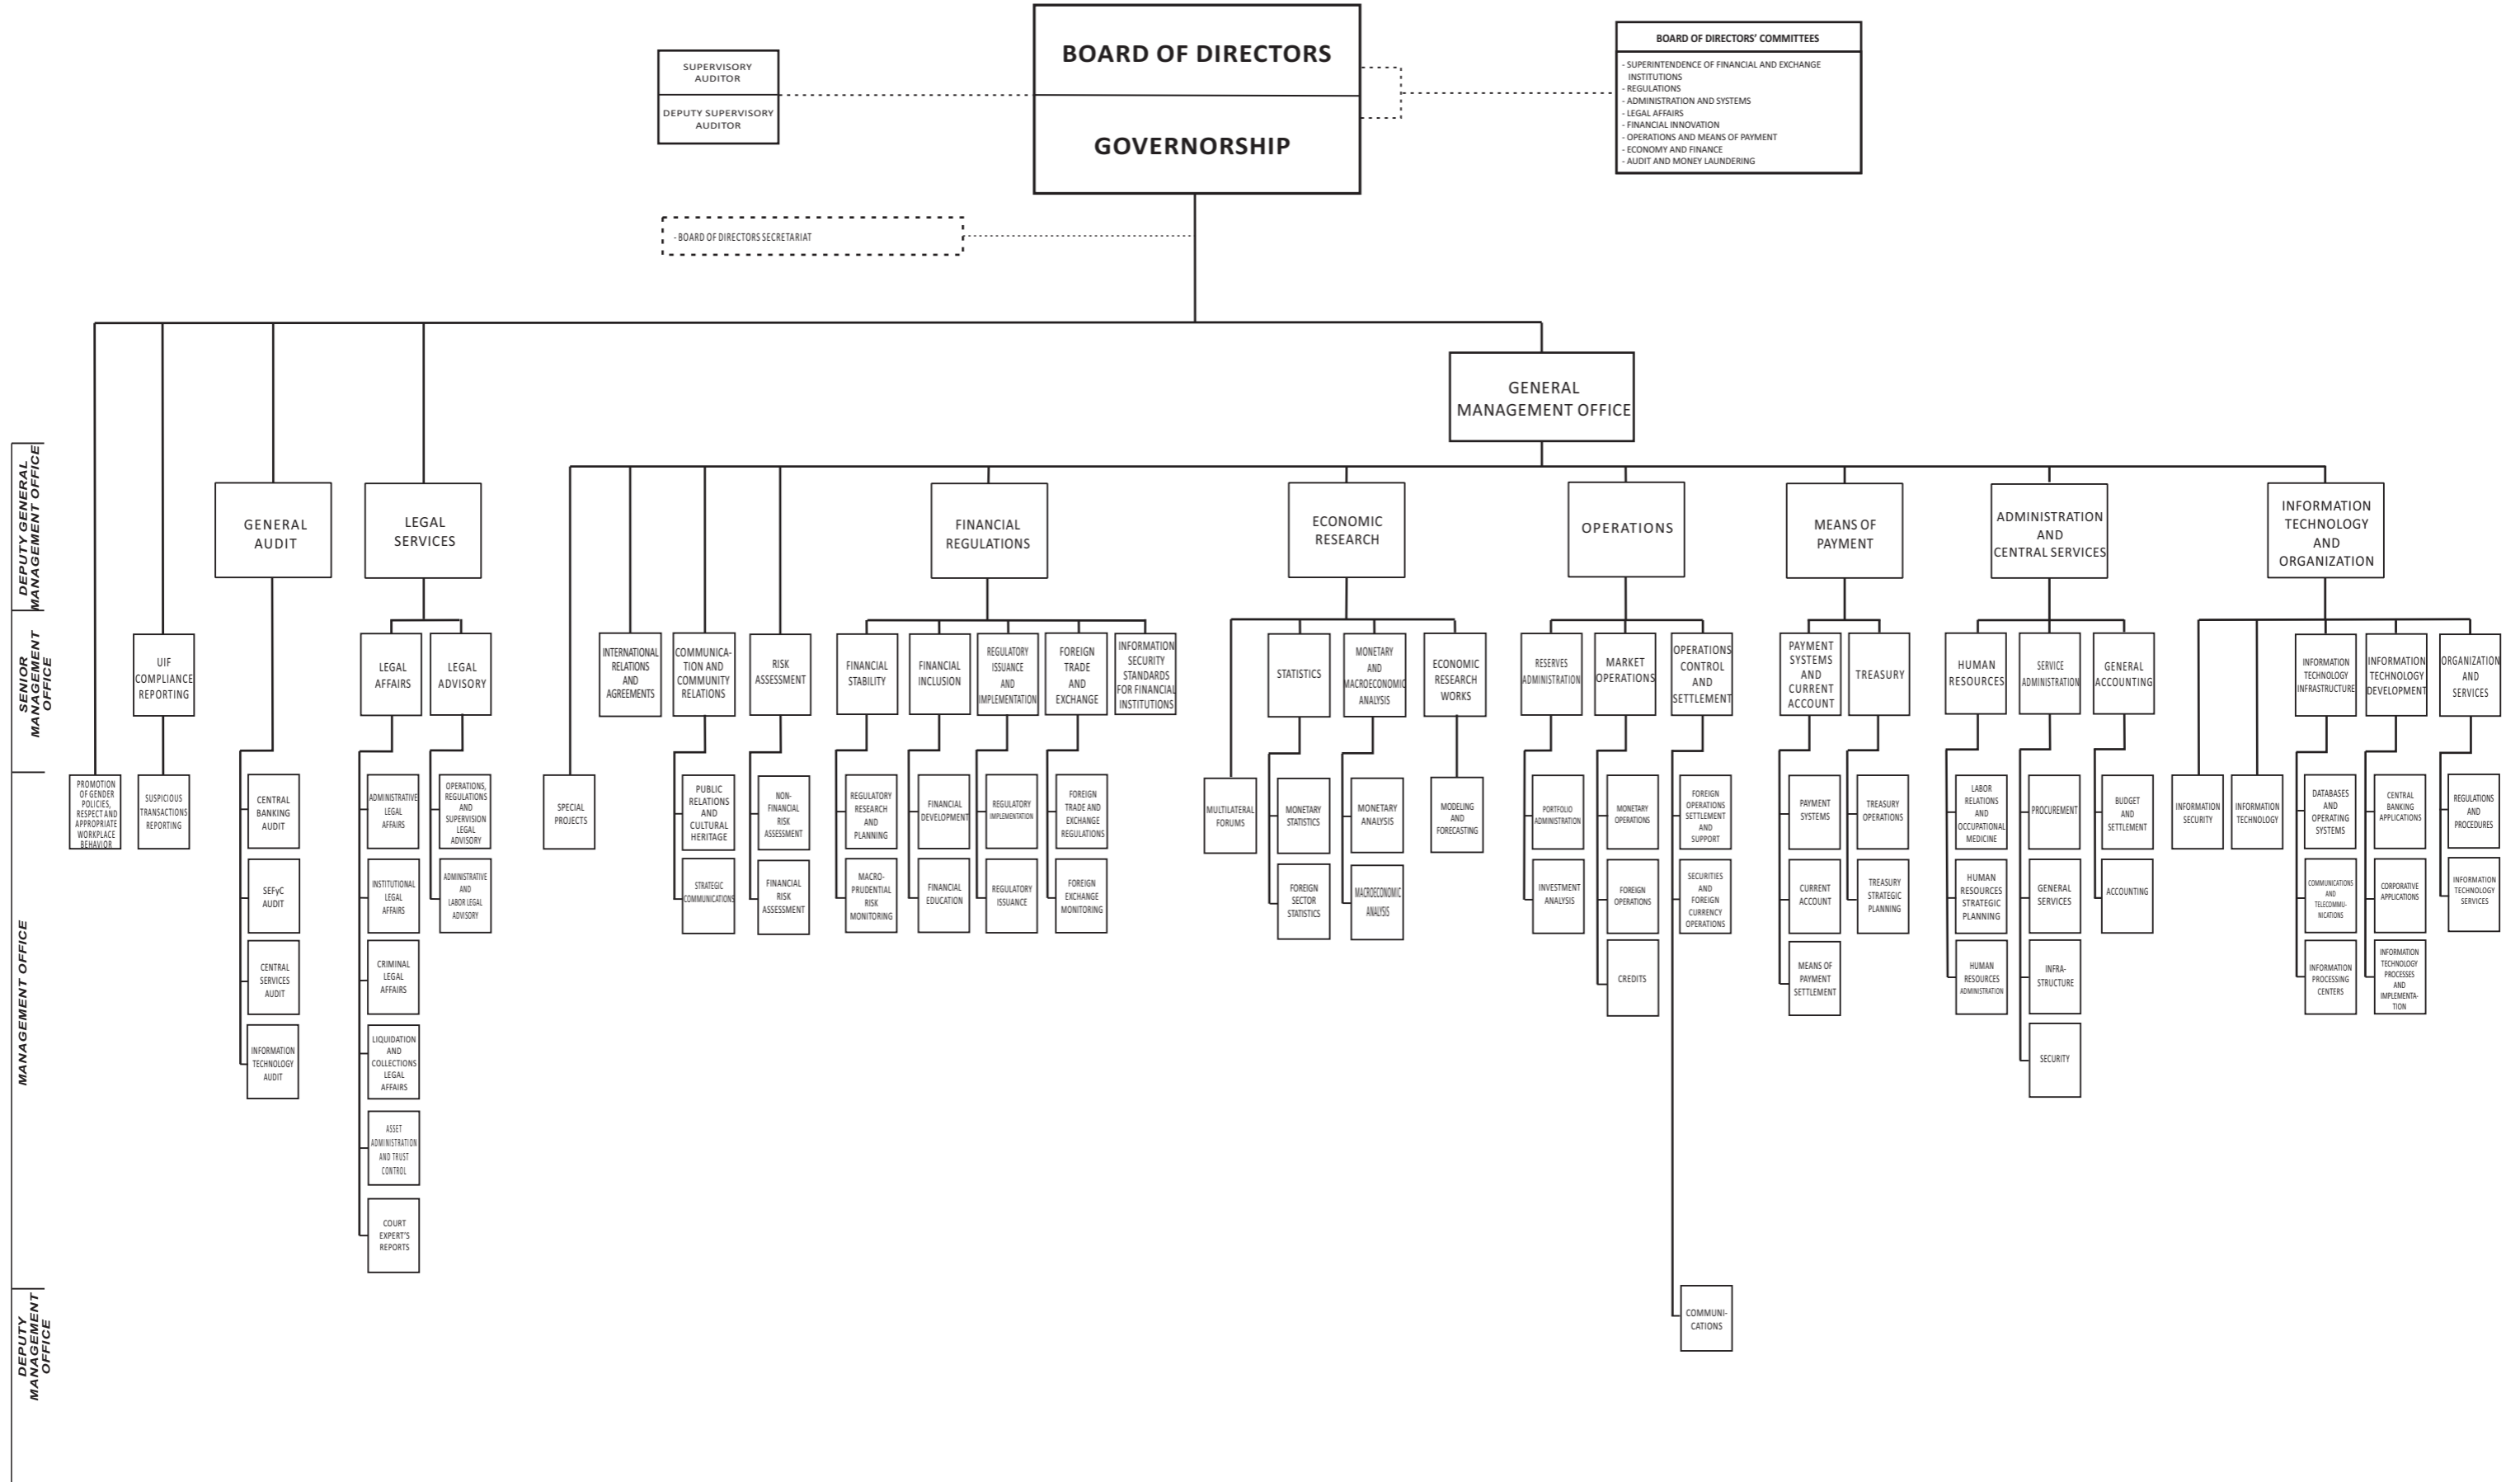 BOARD OF DIRECTORS
GOVERNORSHIP
SUPERVISORY
AUDITOR
DEPUTY SUPERVISORY
AUDITOR
BOARD OF DIRECTORS' COMMITTEES
- SUPERINTENDENCE OF FINANCIAL AND EXCHANGE
INSTITUTIONS
- REGULATIONS
- ADMINISTRATION AND SYSTEMS
- LEGAL AFFAIRS
- FINANCIAL INNOVATION
- OPERATIONS AND MEANS OF PAYMENT
- ECONOMY AND FINANCE
- AUDIT AND MONEY LAUNDERING
- BOARD OF DIRECTORS SECRETARIAT
GENERAL
MANAGEMENT OFFICE
DEPUTY GENERAL
MANAGEMENT OFFICE
GENERAL
AUDIT
LEGAL
SERVICES
FINANCIAL
REGULATIONS
ECONOMIC
RESEARCH
OPERATIONS
MEANS OF
PAYMENT
ADMINISTRATION
AND
CENTRAL SERVICES
INFORMATION
TECHNOLOGY
AND
ORGANIZATION
SENIOR
MANAGEMENT
OFFICE
UIF
COMPLIANCE
REPORTING
LEGAL
AFFAIRS
LEGAL
ADVISORY
INTERNATIONAL
RELATIONS
AND
AGREEMENTS
COMMUNICA-
TION AND
COMMUNITY
RELATIONS
RISK
ASSESSMENT
FINANCIAL
STABILITY
FINANCIAL
INCLUSION
REGULATORY
ISSUANCE
AND
IMPLEMENTATION
FOREIGN
TRADE
AND
EXCHANGE
INFORMATION
SECURITY
STANDARDS
FOR FINANCIAL
INSTITUTIONS
STATISTICS
MONETARY
AND
MACROECONOMIC
ANALYSIS
ECONOMIC
RESEARCH
WORKS
RESERVES
ADMINISTRATION
MARKET
OPERATIONS
OPERATIONS
CONTROL
AND
SETTLEMENT
PAYMENT
SYSTEMS
AND
CURRENT
ACCOUNT
TREASURY
HUMAN
RESOURCES
SERVICE
ADMINISTRATION
GENERAL
ACCOUNTING
INFORMATION
TECHNOLOGY
INFRASTRUCTURE
INFORMATION
TECHNOLOGY
DEVELOPMENT
ORGANIZATION
AND
SERVICES
MANAGEMENT OFFICE
PROMOTION
OF GENDER
POLICIES,
RESPECT AND
APPROPRIATE
WORKPLACE
BEHAVIOR
SUSPICIOUS
TRANSACTIONS
REPORTING
CENTRAL
BANKING
AUDIT
SEFyC
AUDIT
CENTRAL
SERVICES
AUDIT
INFORMATION
TECHNOLOGY
AUDIT
ADMINISTRATIVE
LEGAL
AFFAIRS
INSTITUTIONAL
LEGAL
AFFAIRS
CRIMINAL
LEGAL
AFFAIRS
LIQUIDATION
AND
COLLECTIONS
LEGAL
AFFAIRS
ASSET
ADMINISTRATION
AND TRUST
CONTROL
COURT
EXPERT'S
REPORTS
OPERATIONS,
REGULATIONS
AND
SUPERVISION
LEGAL
ADVISORY
ADMINISTRATIVE
AND
LABOR LEGAL
ADVISORY
SPECIAL
PROJECTS
PUBLIC
RELATIONS
AND
CULTURAL
HERITAGE
STRATEGIC
COMMUNICATIONS
NON-
FINANCIAL
RISK
ASSESSMENT
FINANCIAL
RISK
ASSESSMENT
REGULATORY
RESEARCH
AND
PLANNING
MACRO-
PRUDENTIAL
RISK
MONITORING
FINANCIAL
DEVELOPMENT
FINANCIAL
EDUCATION
REGULATORY
IMPLEMENTATION
REGULATORY
ISSUANCE
FOREIGN
TRADE AND
EXCHANGE
REGULATIONS
FOREIGN
EXCHANGE
MONITORING
MULTILATERAL
FORUMS
MONETARY
STATISTICS
FOREIGN
SECTOR
STATISTICS
MONETARY
ANALYSIS
MACROECONOMIC
ANALYSIS
MODELING
AND
FORECASTING
PORTFOLIO
ADMINISTRATION
INVESTMENT
ANALYSIS
MONETARY
OPERATIONS
FOREIGN
OPERATIONS
CREDITS
FOREIGN
OPERATIONS
SETTLEMENT
AND
SUPPORT
SECURITIES
AND
FOREIGN
CURRENCY
OPERATIONS
PAYMENT
SYSTEMS
CURRENT
ACCOUNT
MEANS OF
PAYMENT
SETTLEMENT
TREASURY
OPERATIONS
TREASURY
STRATEGIC
PLANNING
LABOR
RELATIONS
AND
OCCUPATIONAL
MEDICINE
HUMAN
RESOURCES
STRATEGIC
PLANNING
HUMAN
RESOURCES
ADMINISTRATION
PROCUREMENT
GENERAL
SERVICES
INFRA-
STRUCTURE
SECURITY
BUDGET
AND
SETTLEMENT
ACCOUNTING
INFORMATION
SECURITY
INFORMATION
TECHNOLOGY
DATABASES
AND
OPERATING
SYSTEMS
COMMUNICATIONS
AND
TELECOMMU-
NICATIONS
INFORMATION
PROCESSING
CENTERS
CENTRAL
BANKING
APPLICATIONS
CORPORATIVE
APPLICATIONS
INFORMATION
TECHNOLOGY
PROCESSES
AND
IMPLEMENTA-
TION
REGULATIONS
AND
PROCEDURES
INFORMATION
TECHNOLOGY
SERVICES
DEPUTY
MANAGEMENT
OFFICE
COMMUNI-
CATIONS